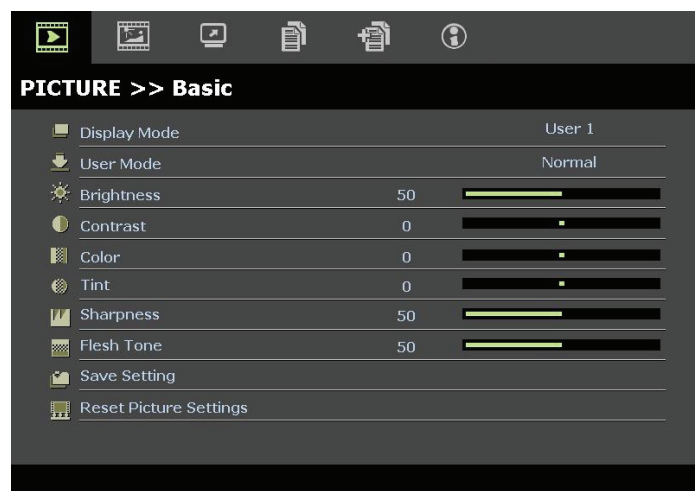 PICTURE >> Basic
Display Mode User 1
User Mode Normal
Brightness 50
Contrast 0
Color 0
Tint 0
Sharpness 50
Flesh Tone 50
Save Setting
Reset Picture Settings